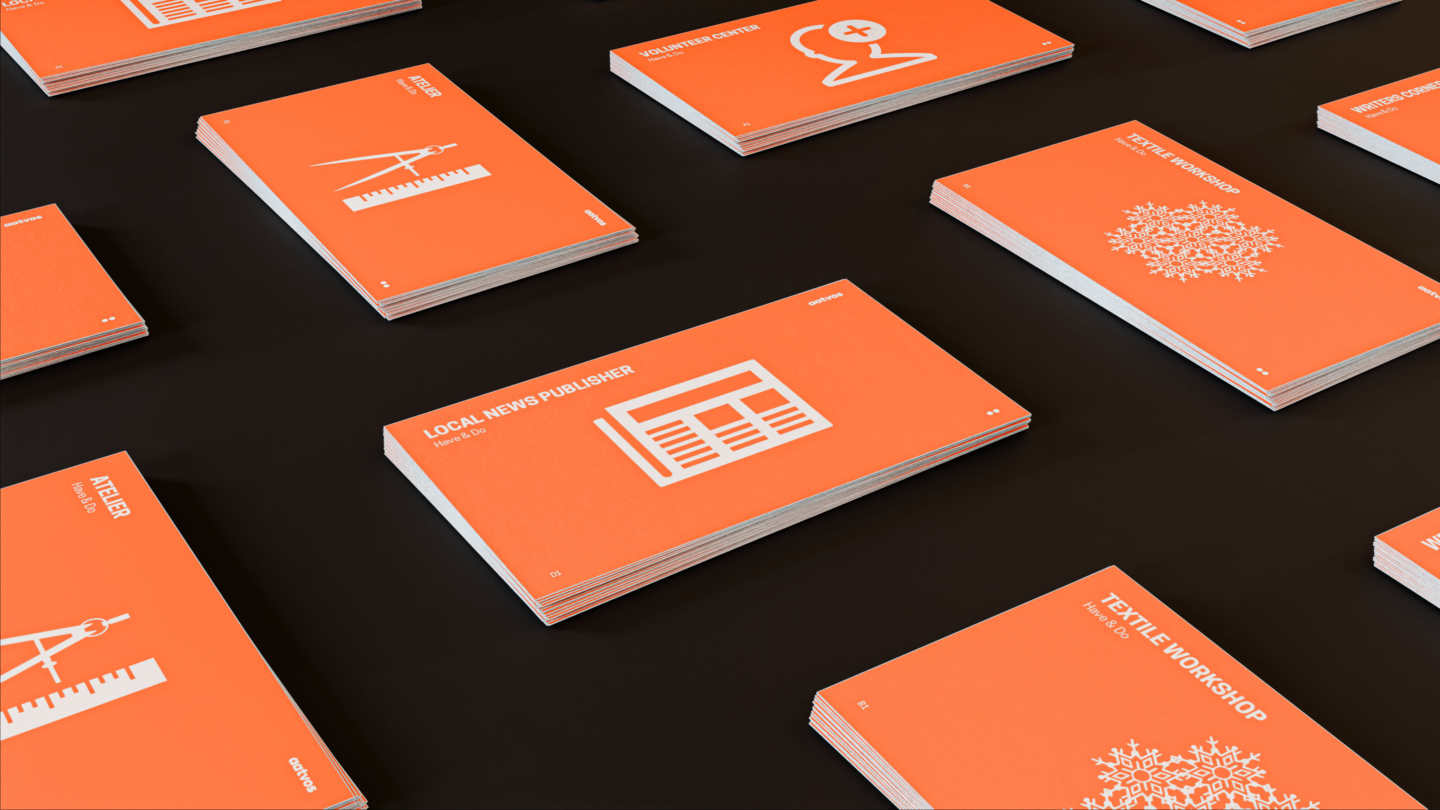 Have & Do
VOLUNTEER CENTER
Have & Do
ATELIER
Have & Do
aatvos
WRITERS CORNER
Have & Do
TEXTILE WORKSHOP
Have & Do
aatvos
aatvos
LOCAL NEWS PUBLISHER
Have & Do
aatvos
D1
ATELIER
Have & Do
aatvos
TEXTILE WORKSHOP
Have & Do
B1